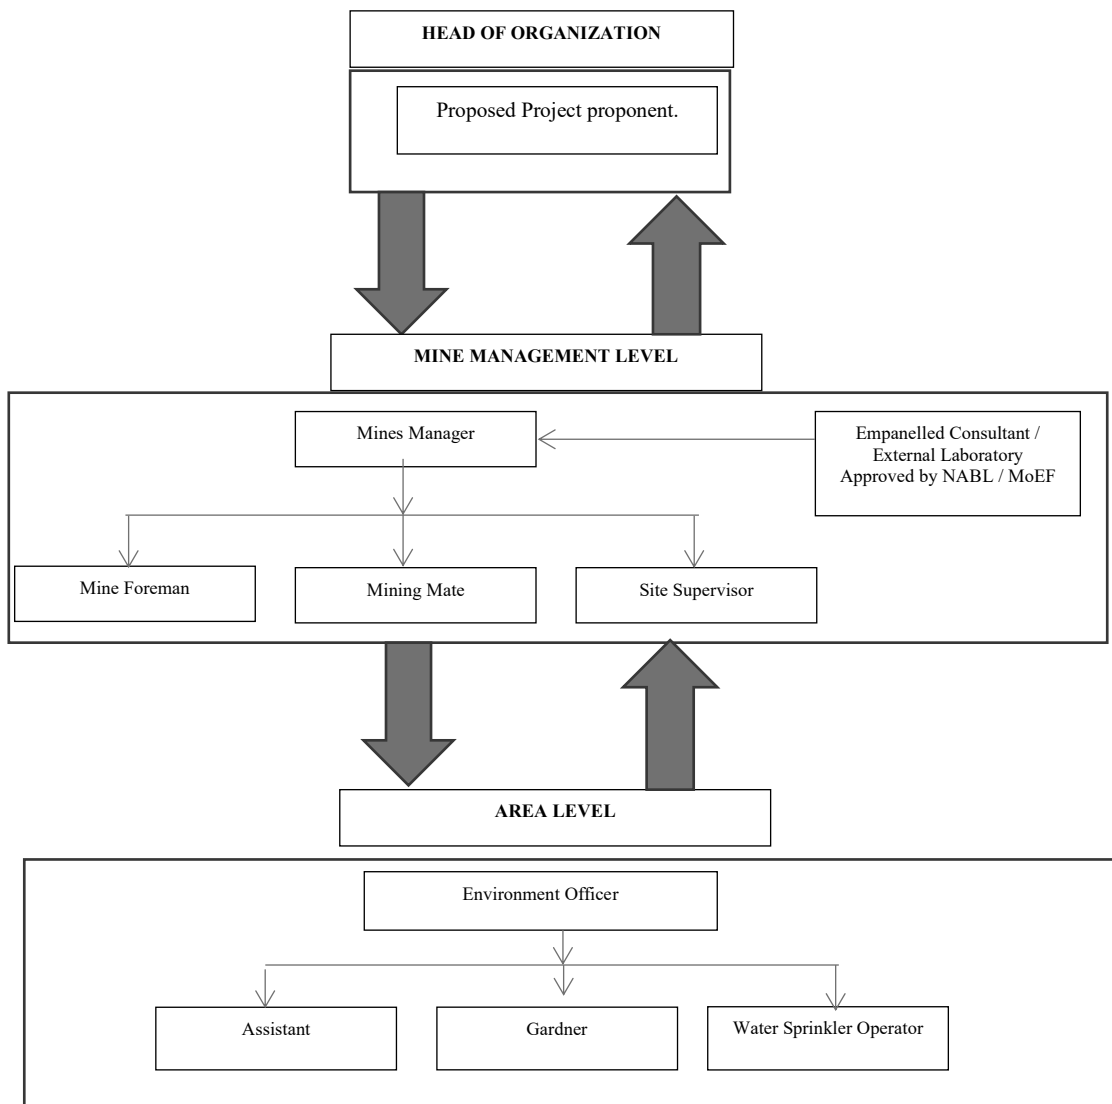 HEAD OF ORGANIZATION
Proposed Project proponent.
MINE MANAGEMENT LEVEL
Mines Manager
Empanelled Consultant /
External Laboratory
Approved by NABL / MoEF
Mine Foreman
Mining Mate
Site Supervisor
AREA LEVEL
Environment Officer
Assistant
Gardner
Water Sprinkler Operator